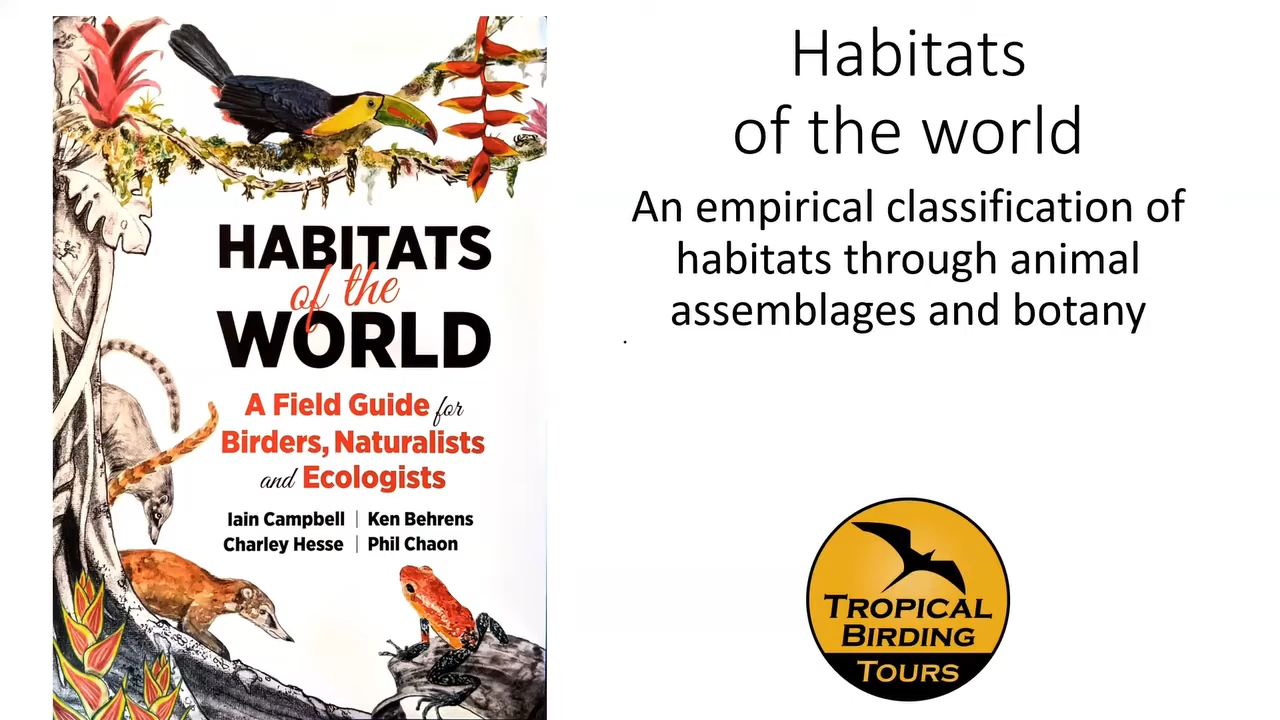 HABITATS
of the
WORLD
A Field Guide for
Birders, Naturalists
and Ecologists
Iain Campbell | Ken Behrens
Charley Hesse | Phil Chaon
Habitats
of the world
An empirical classification of
habitats through animal
assemblages and botany
.
TROPICAL
BIRDING
TOURS